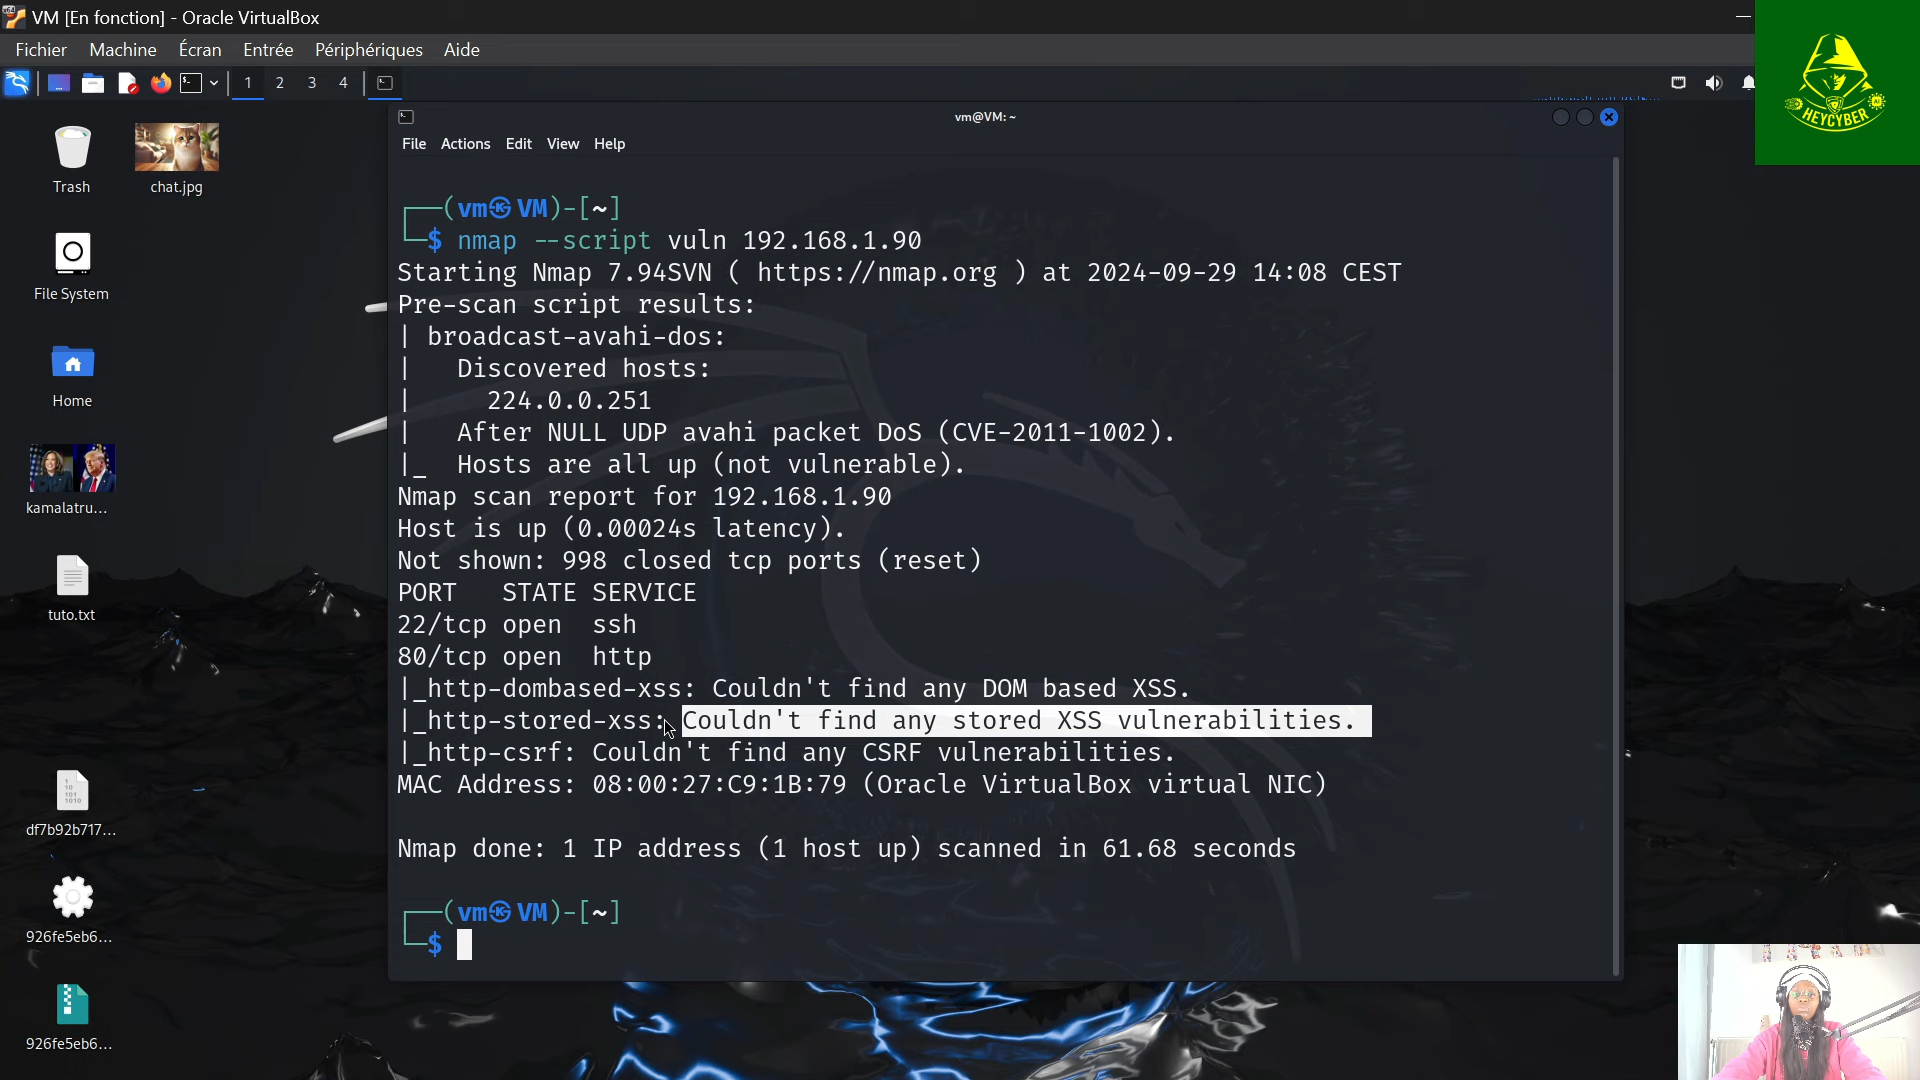 VM [En fonction] - Oracle VirtualBox
Fichier Machine Écran Entrée Périphériques Aide
1 2 3 4
HEYCYBER
vm@VM: ~
File Actions Edit View Help
Trash
chat.jpg
File System
Home
kamalatru...
tuto.txt
df7b92b717...
926fe5eb6...
926fe5eb6...
┌──(vm㉿VM)-[~]
└─$ nmap --script vuln 192.168.1.90
Starting Nmap 7.94SVN ( https://nmap.org ) at 2024-09-29 14:08 CEST
Pre-scan script results:
| broadcast-avahi-dos:
|   Discovered hosts:
|     224.0.0.251
|   After NULL UDP avahi packet DoS (CVE-2011-1002).
|_  Hosts are all up (not vulnerable).
Nmap scan report for 192.168.1.90
Host is up (0.00024s latency).
Not shown: 998 closed tcp ports (reset)
PORT   STATE SERVICE
22/tcp open  ssh
80/tcp open  http
|_http-dombased-xss: Couldn't find any DOM based XSS.
|_http-stored-xss: Couldn't find any stored XSS vulnerabilities.
|_http-csrf: Couldn't find any CSRF vulnerabilities.
MAC Address: 08:00:27:C9:1B:79 (Oracle VirtualBox virtual NIC)
Nmap done: 1 IP address (1 host up) scanned in 61.68 seconds
┌──(vm㉿VM)-[~]
└─$